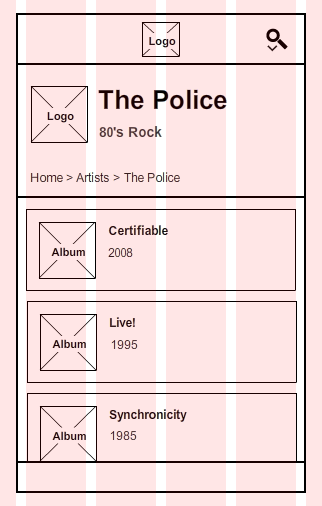 Logo
Logo
The Police
80's Rock
Home > Artists > The Police
Album
Certifiable
2008
Album
Live!
1995
Album
Synchronicity
1985